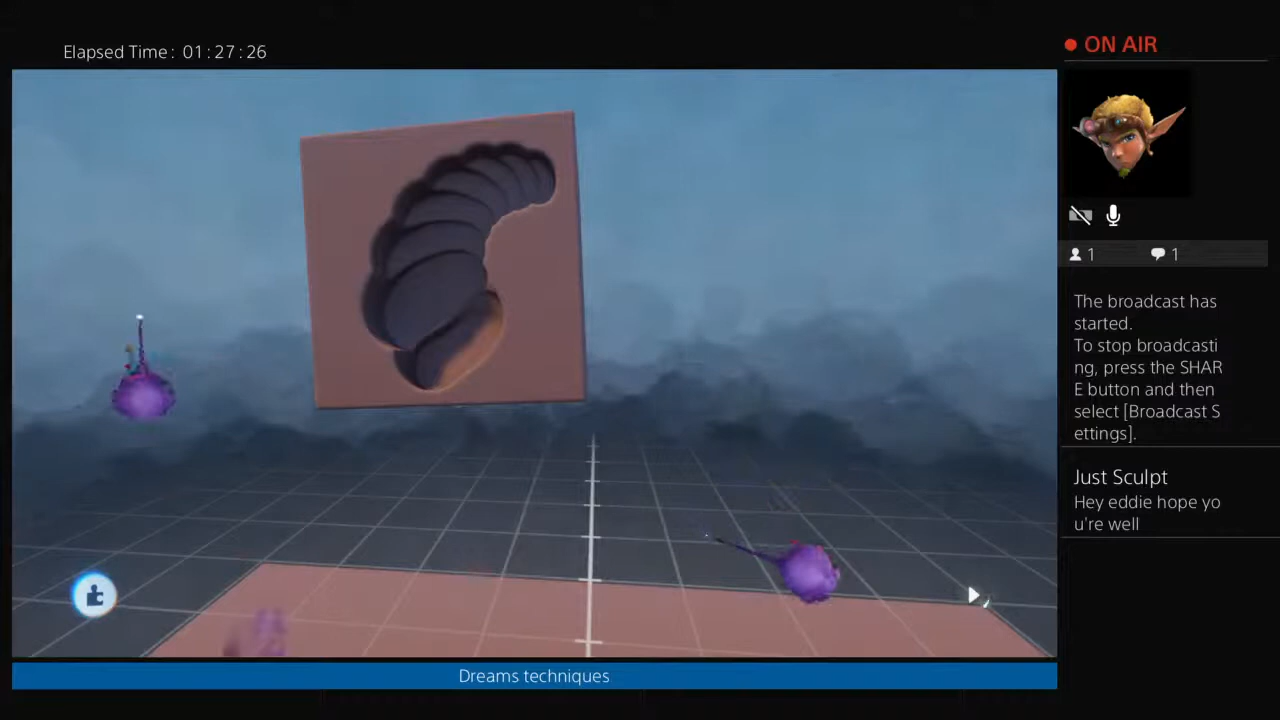 Elapsed Time: 01:27:26
ON AIR
1
1
The broadcast has
started.
To stop broadcasti
ng, press the SHAR
E button and then
select [Broadcast S
ettings].
Just Sculpt
Hey eddie hope yo
u're well
Dreams techniques